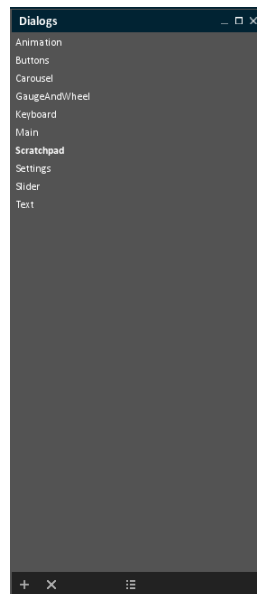 Dialogs
Animation
Buttons
Carousel
GaugeAndWheel
Keyboard
Main
Scratchpad
Settings
Slider
Text